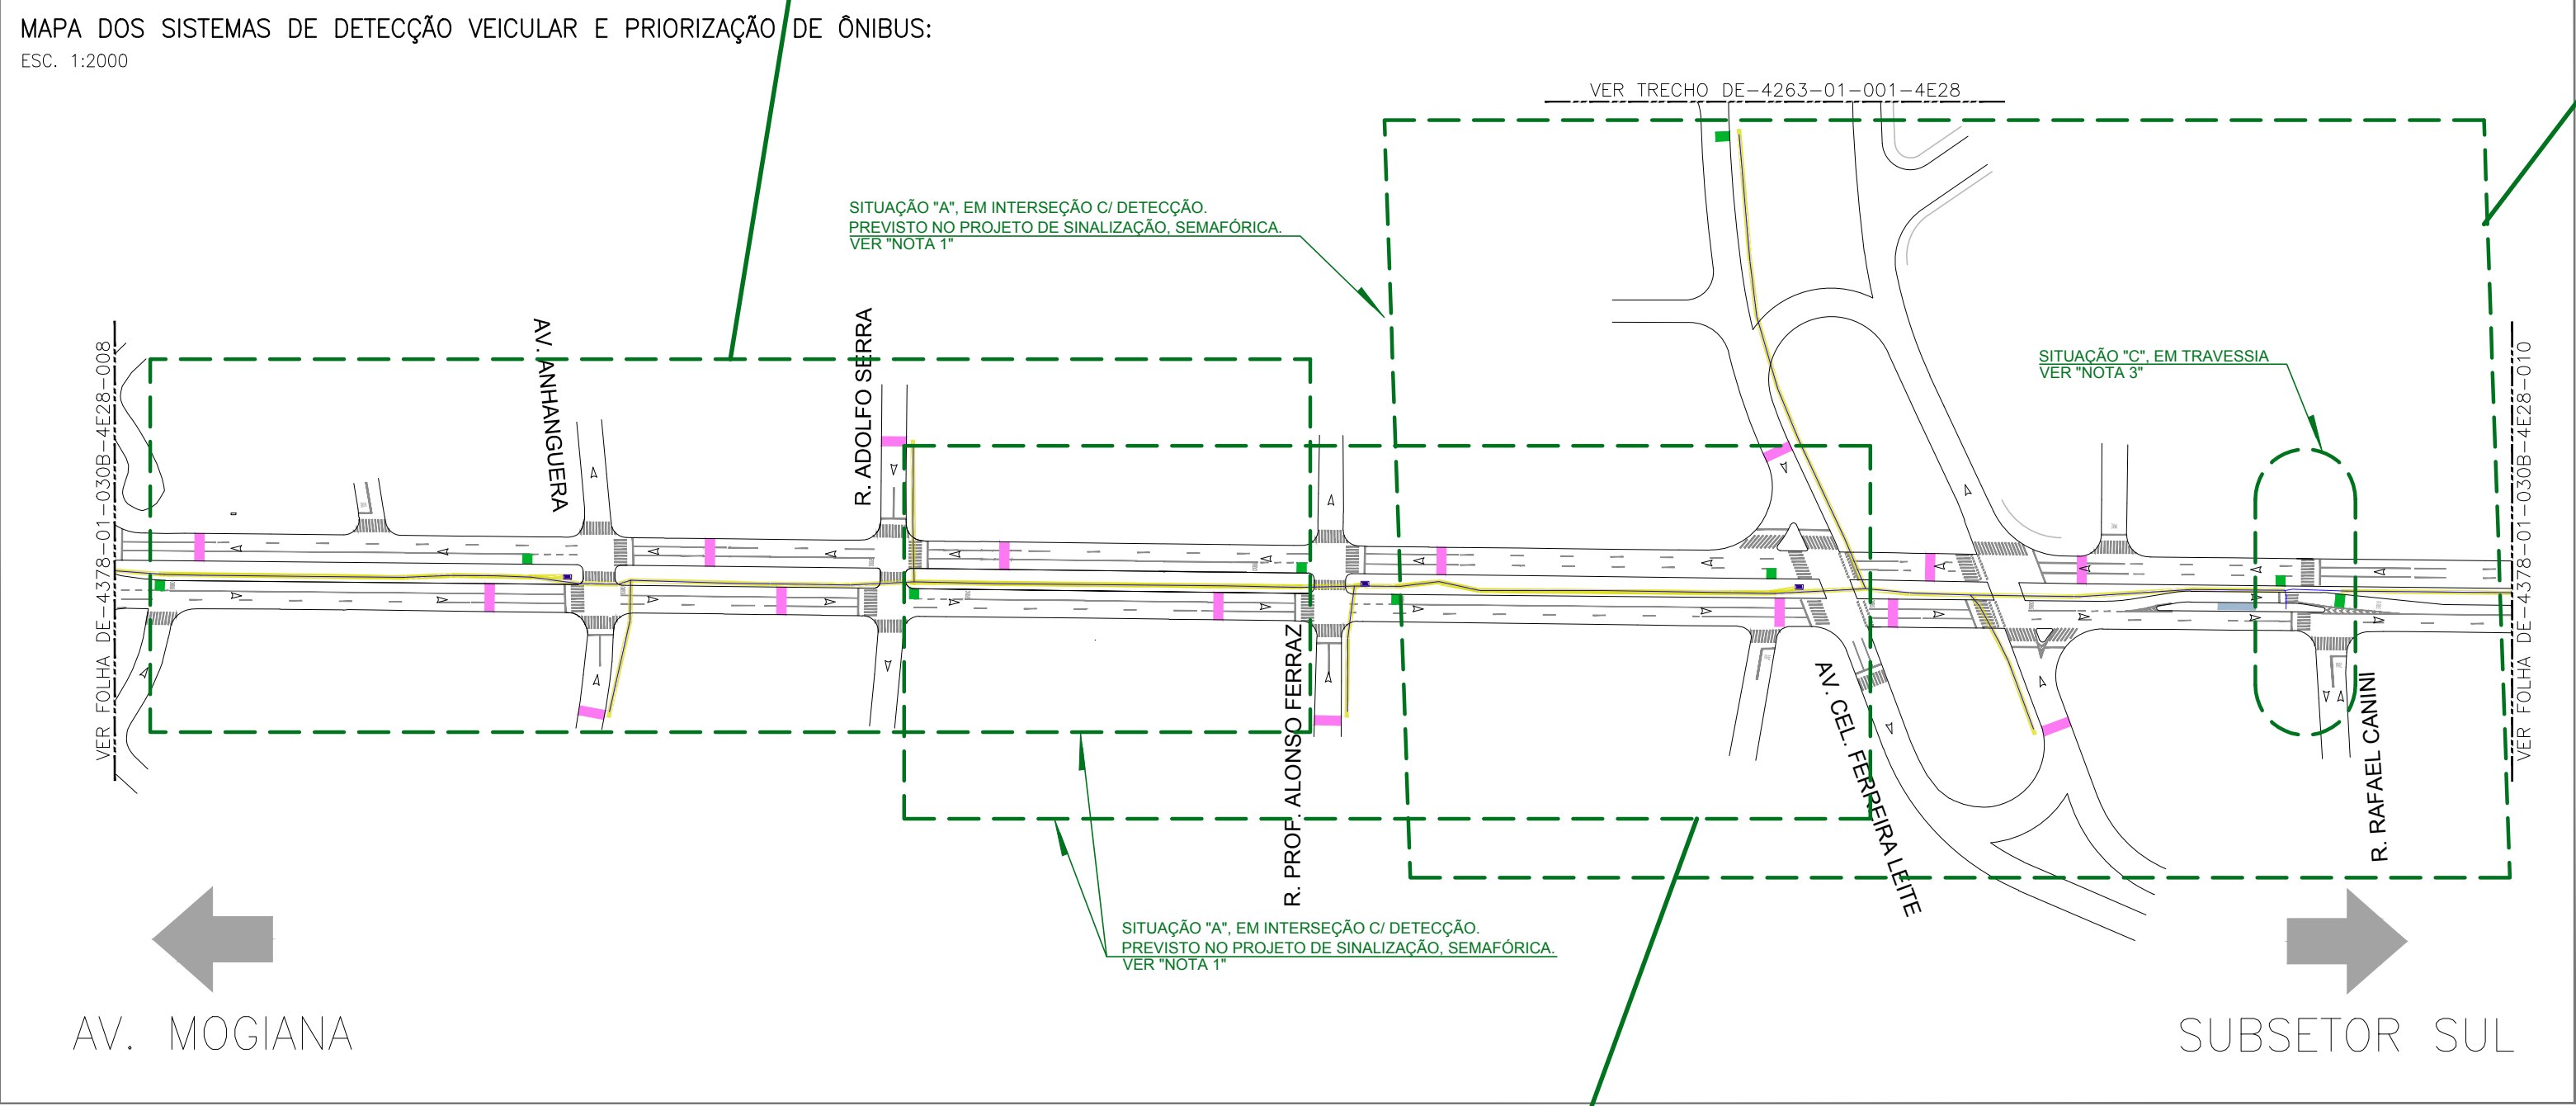 MAPA DOS SISTEMAS DE DETECÇÃO VEICULAR E PRIORIZAÇÃO DE ÔNIBUS:
ESC. 1:2000
VER TRECHO DE-4263-01-001-4E28
SITUAÇÃO "A", EM INTERSEÇÃO C/ DETECÇÃO.
PREVISTO NO PROJETO DE SINALIZAÇÃO, SEMAFÓRICA.
VER "NOTA 1"
SITUAÇÃO "C", EM TRAVESSIA
VER "NOTA 3"
VER FOLHA DE-4378-01-030B-4E28-008
AV. ANHANGUERA
R. ADOLFO SERRA
R. PROF. ALONSO FERRAZ
AV. CEL. FERREIRA LEITE
R. RAFAEL CANINI
VER FOLHA DE-4378-01-030B-4E28-010
SITUAÇÃO "A", EM INTERSEÇÃO C/ DETECÇÃO.
PREVISTO NO PROJETO DE SINALIZAÇÃO, SEMAFÓRICA.
VER "NOTA 1"
AV. MOGIANA
SUBSETOR SUL